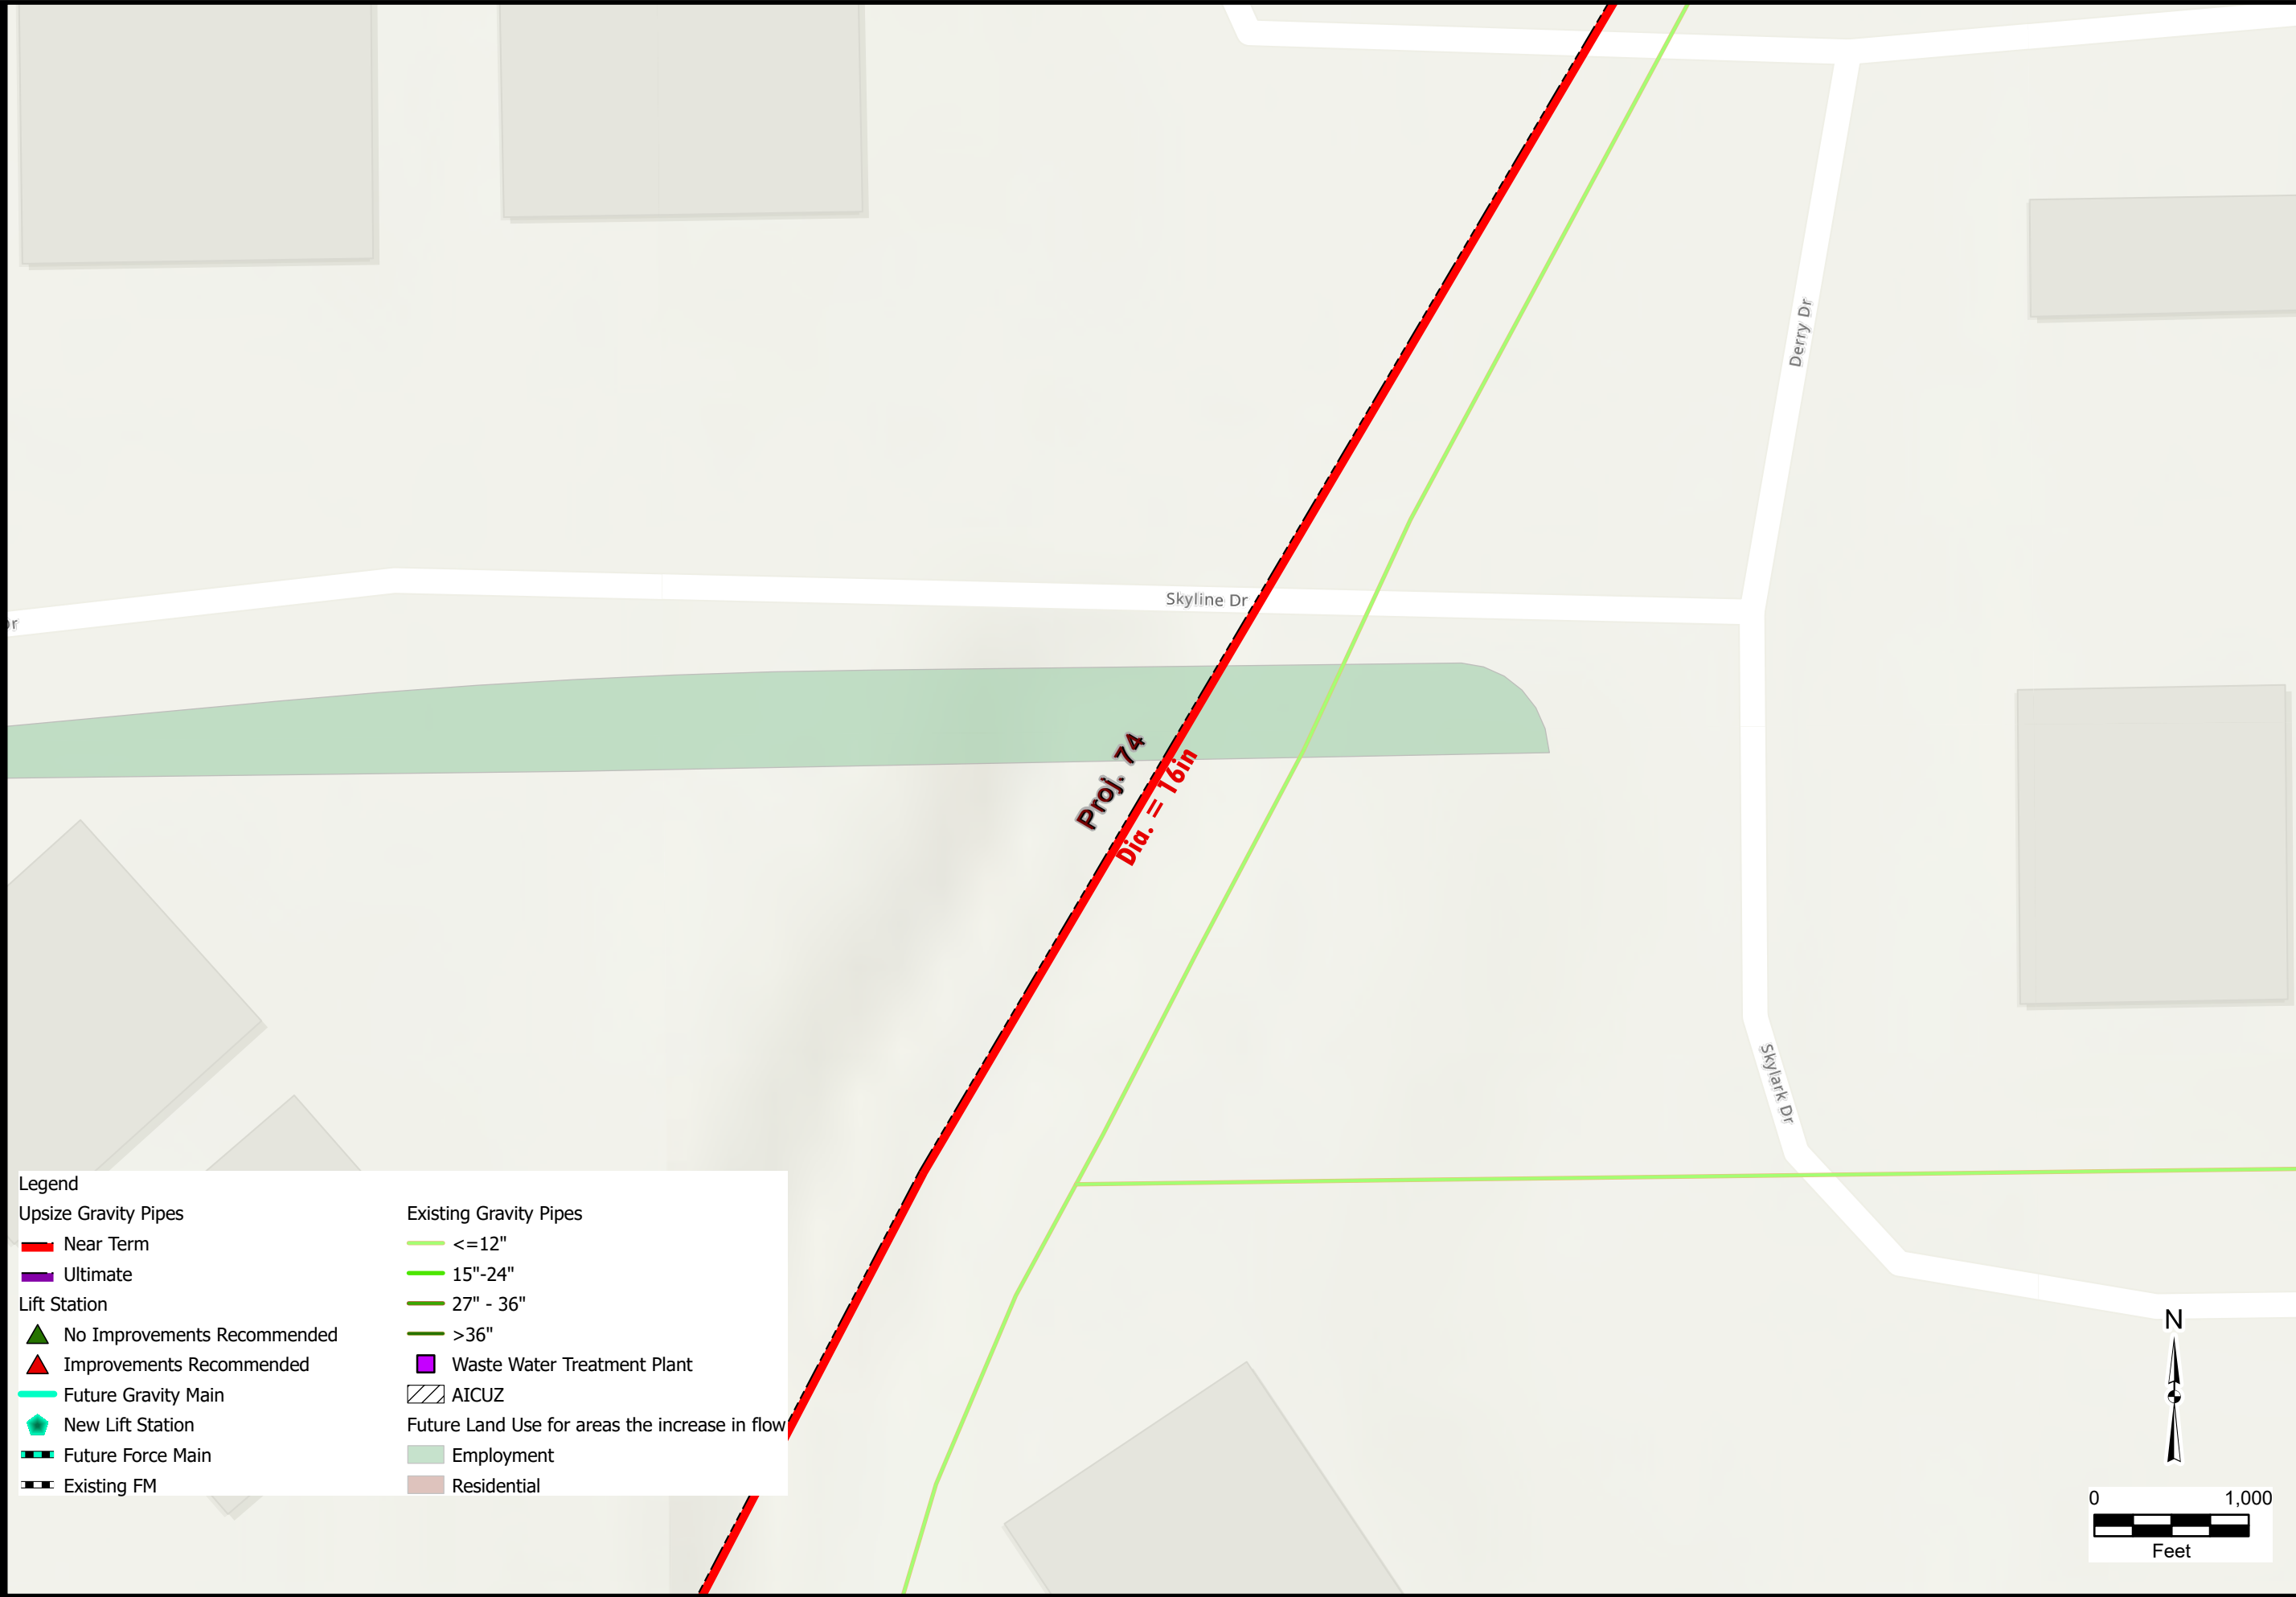 Derry Dr
Skyline Dr
Dr
Proj. 74
Dia. = 16in
Skylark Dr
Legend
Upsize Gravity Pipes
Near Term
Ultimate
Lift Station
No Improvements Recommended
Improvements Recommended
Future Gravity Main
New Lift Station
Future Force Main
Existing FM
Existing Gravity Pipes
<=12"
15"-24"
27" - 36"
>36"
Waste Water Treatment Plant
AICUZ
Future Land Use for areas the increase in flow
Employment
Residential
N
0 1,000
Feet